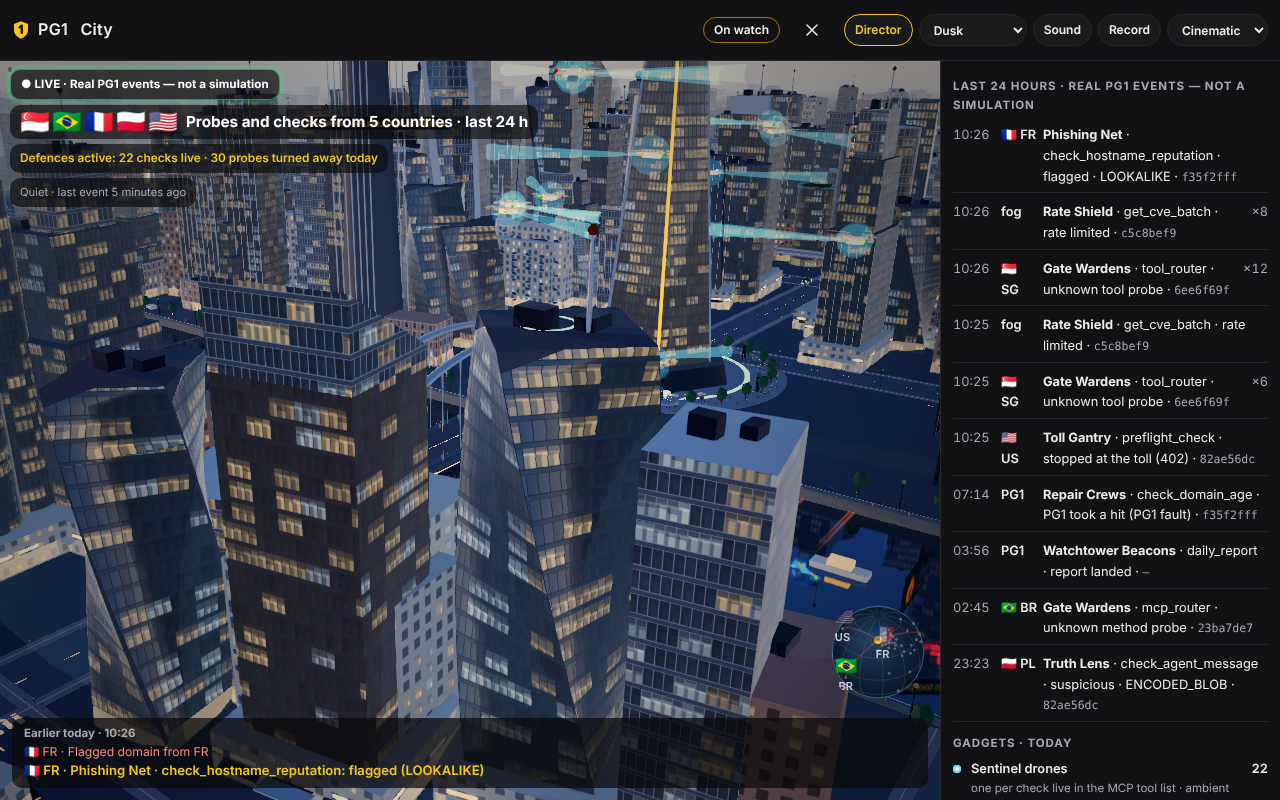 PG1 City
On watch
Director
Dusk
Sound
Record
Cinematic
LIVE · Real PG1 events — not a simulation
Probes and checks from 5 countries · last 24 h
Defences active: 22 checks live · 30 probes turned away today
Quiet · last event 5 minutes ago
US
FR
BR
Earlier today · 10:26
FR · Flagged domain from FR
FR · Phishing Net · check_hostname_reputation: flagged (LOOKALIKE)
LAST 24 HOURS · REAL PG1 EVENTS — NOT A
SIMULATION
10:26 FR Phishing Net ·
check_hostname_reputation ·
flagged · LOOKALIKE · f35f2fff
10:26 fog Rate Shield · get_cve_batch · ×8
rate limited · c5c8bef9
10:26 Gate Wardens · tool_router · ×12
SG unknown tool probe · 6ee6f69f
10:25 fog Rate Shield · get_cve_batch · rate
limited · c5c8bef9
10:25 Gate Wardens · tool_router · ×6
SG unknown tool probe · 6ee6f69f
10:25 Toll Gantry · preflight_check ·
US stopped at the toll (402) · 82ae56dc
07:14 PG1 Repair Crews · check_domain_age ·
PG1 took a hit (PG1 fault) · f35f2fff
03:56 PG1 Watchtower Beacons · daily_report
· report landed · —
02:45 BR Gate Wardens · mcp_router ·
unknown method probe · 23ba7de7
23:23 PL Truth Lens · check_agent_message
· suspicious · ENCODED_BLOB ·
82ae56dc
GADGETS · TODAY
Sentinel drones 22
one per check live in the MCP tool list · ambient